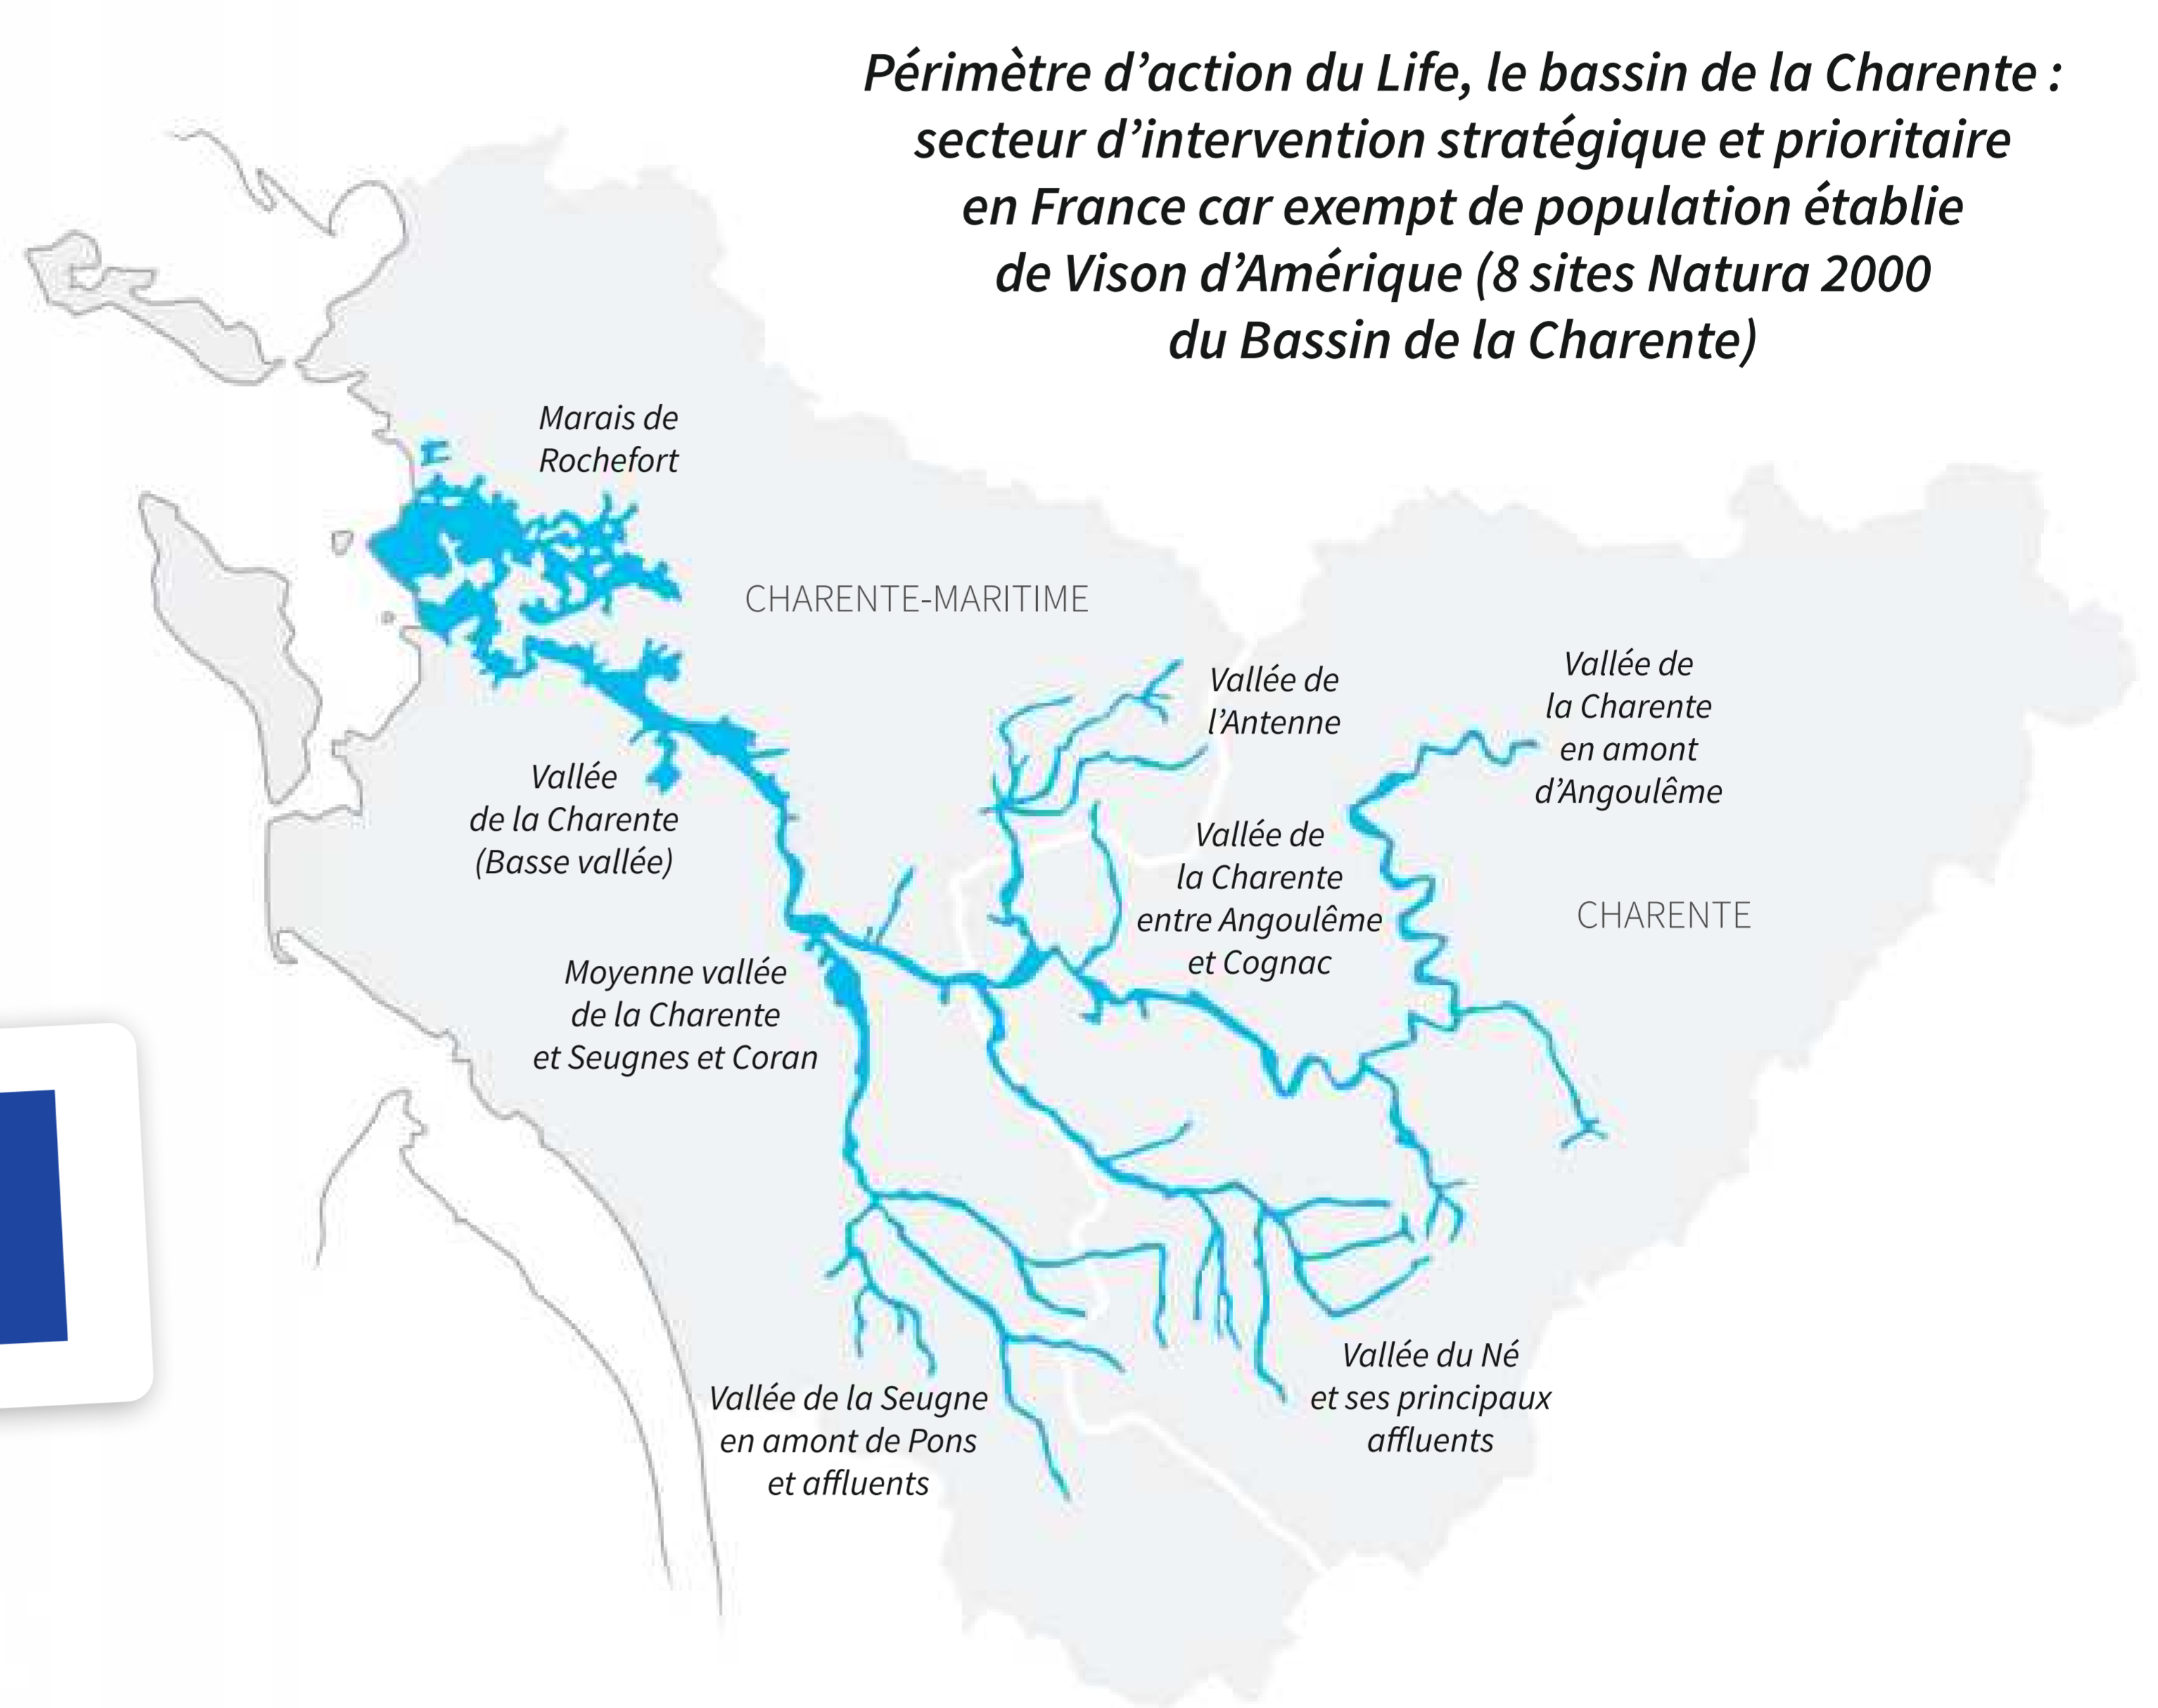 Périmètre d’action du Life, le bassin de la Charente :
secteur d’intervention stratégique et prioritaire
en France car exempt de population établie
de Vison d’Amérique (8 sites Natura 2000
du Bassin de la Charente)
Marais de
Rochefort
CHARENTE-MARITIME
Vallée de
l’Antenne
Vallée de
la Charente
en amont
d’Angoulême
Vallée
de la Charente
(Basse vallée)
Vallée de
la Charente
entre Angoulême
et Cognac
CHARENTE
Moyenne vallée
de la Charente
et Seugnes et Coran
Vallée du Né
et ses principaux
affluents
Vallée de la Seugne
en amont de Pons
et affluents